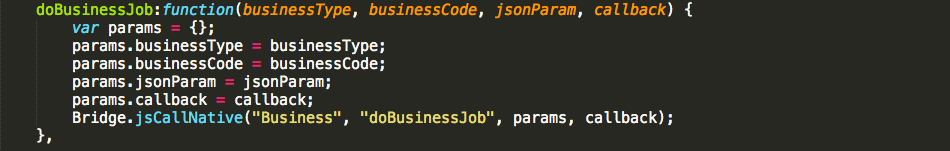 doBusinessJob:function(businessType, businessCode, jsonParam, callback) {
    var params = {};
    params.businessType = businessType;
    params.businessCode = businessCode;
    params.jsonParam = jsonParam;
    params.callback = callback;
    Bridge.jsCallNative("Business", "doBusinessJob", params, callback);
},